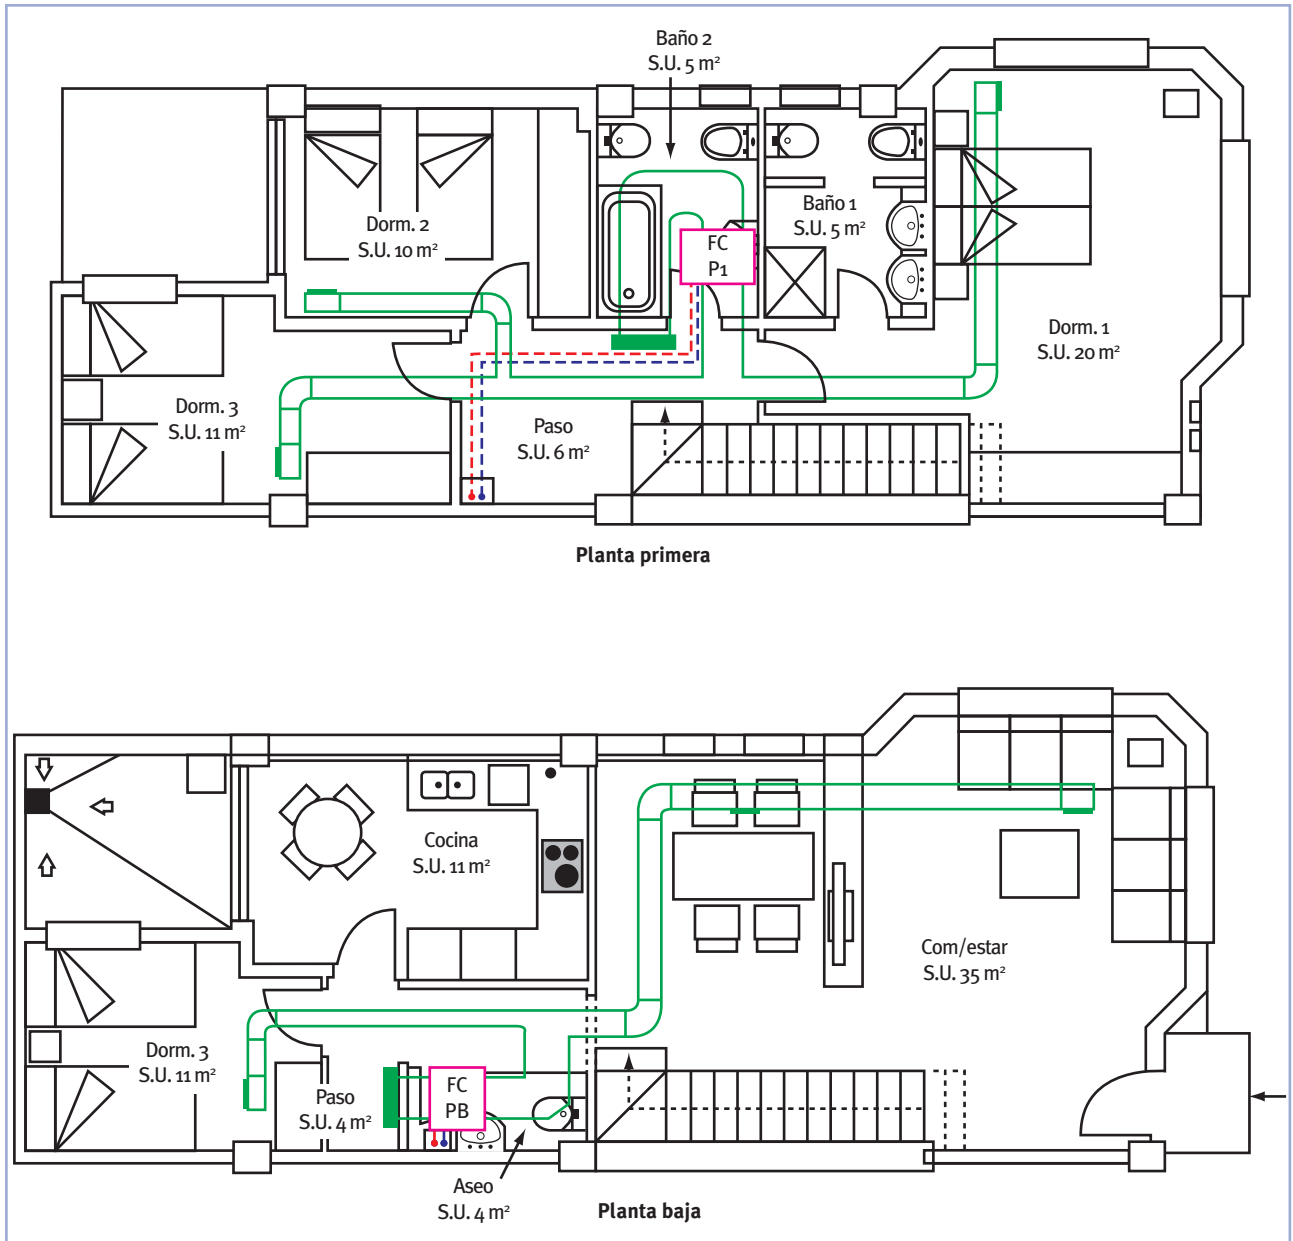 Baño 2
S.U. 5 m²
Dorm. 2
S.U. 10 m²
FC
P1
Baño 1
S.U. 5 m²
Dorm. 1
S.U. 20 m²
Dorm. 3
S.U. 11 m²
Paso
S.U. 6 m²
Planta primera
Cocina
S.U. 11 m²
Com/estar
S.U. 35 m²
Dorm. 3
S.U. 11 m²
Paso
S.U. 4 m²
FC
PB
Aseo
S.U. 4 m²
Planta baja